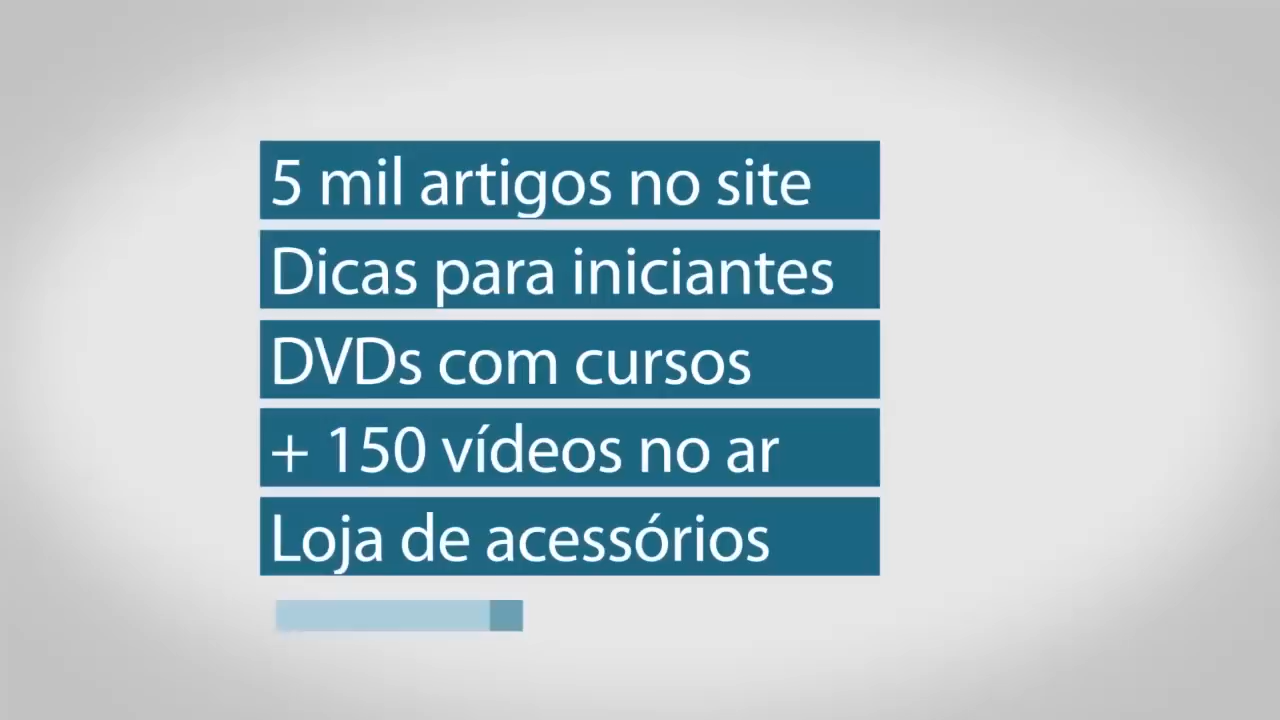 5 mil artigos no site
Dicas para iniciantes
DVDs com cursos
+ 150 vídeos no ar
Loja de acessórios